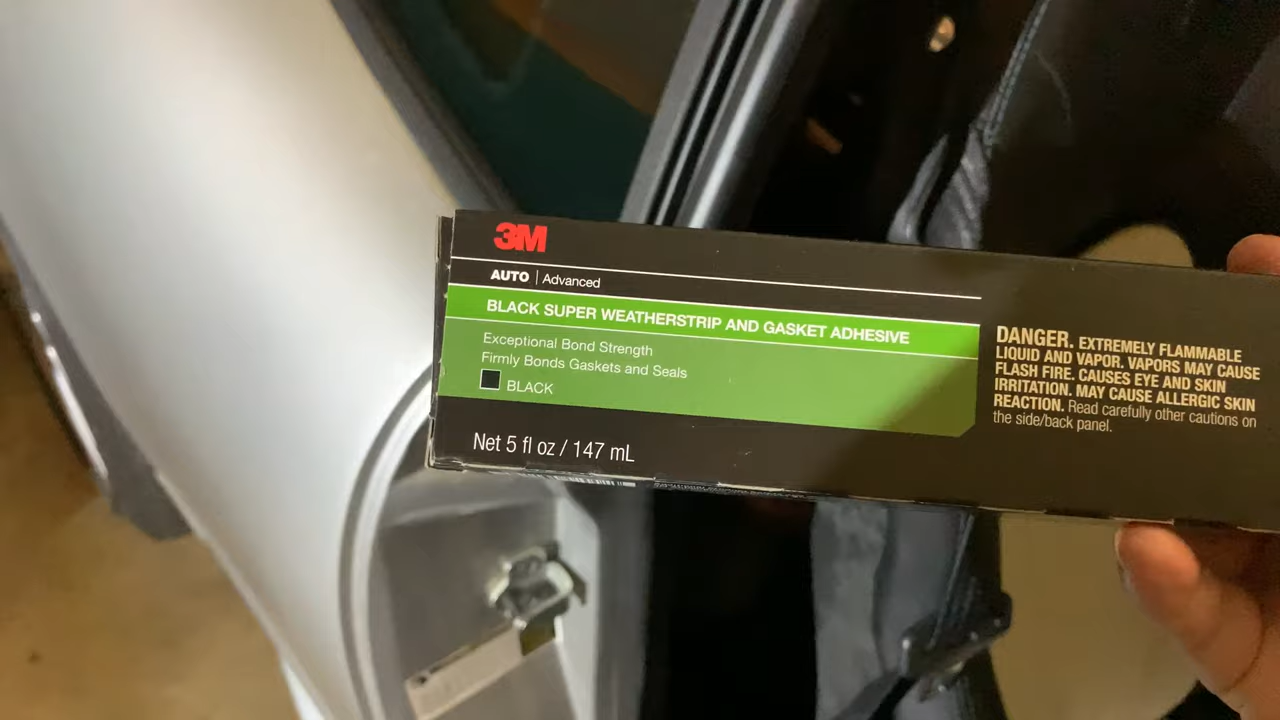 3M
AUTO | Advanced
BLACK SUPER WEATHERSTRIP AND GASKET ADHESIVE
Exceptional Bond Strength
Firmly Bonds Gaskets and Seals
BLACK
Net 5 fl oz / 147 mL
DANGER. EXTREMELY FLAMMABLE
LIQUID AND VAPOR. VAPORS MAY CAUSE
FLASH FIRE. CAUSES EYE AND SKIN
IRRITATION. MAY CAUSE ALLERGIC SKIN
REACTION. Read carefully other cautions on
the side/back panel.